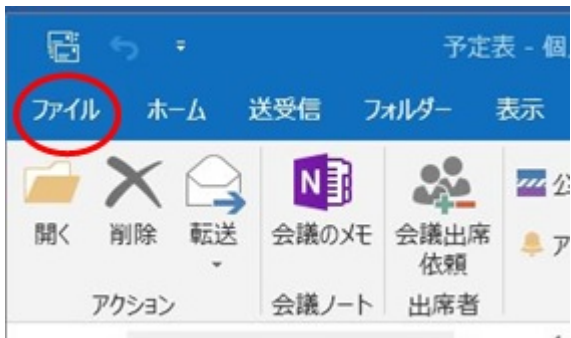 予定表 - 個
ファイル ホーム 送受信 フォルダー 表示
開く 削除 転送 会議のメモ 会議出席依頼 公
ア
アクション 会議ノート 出席者